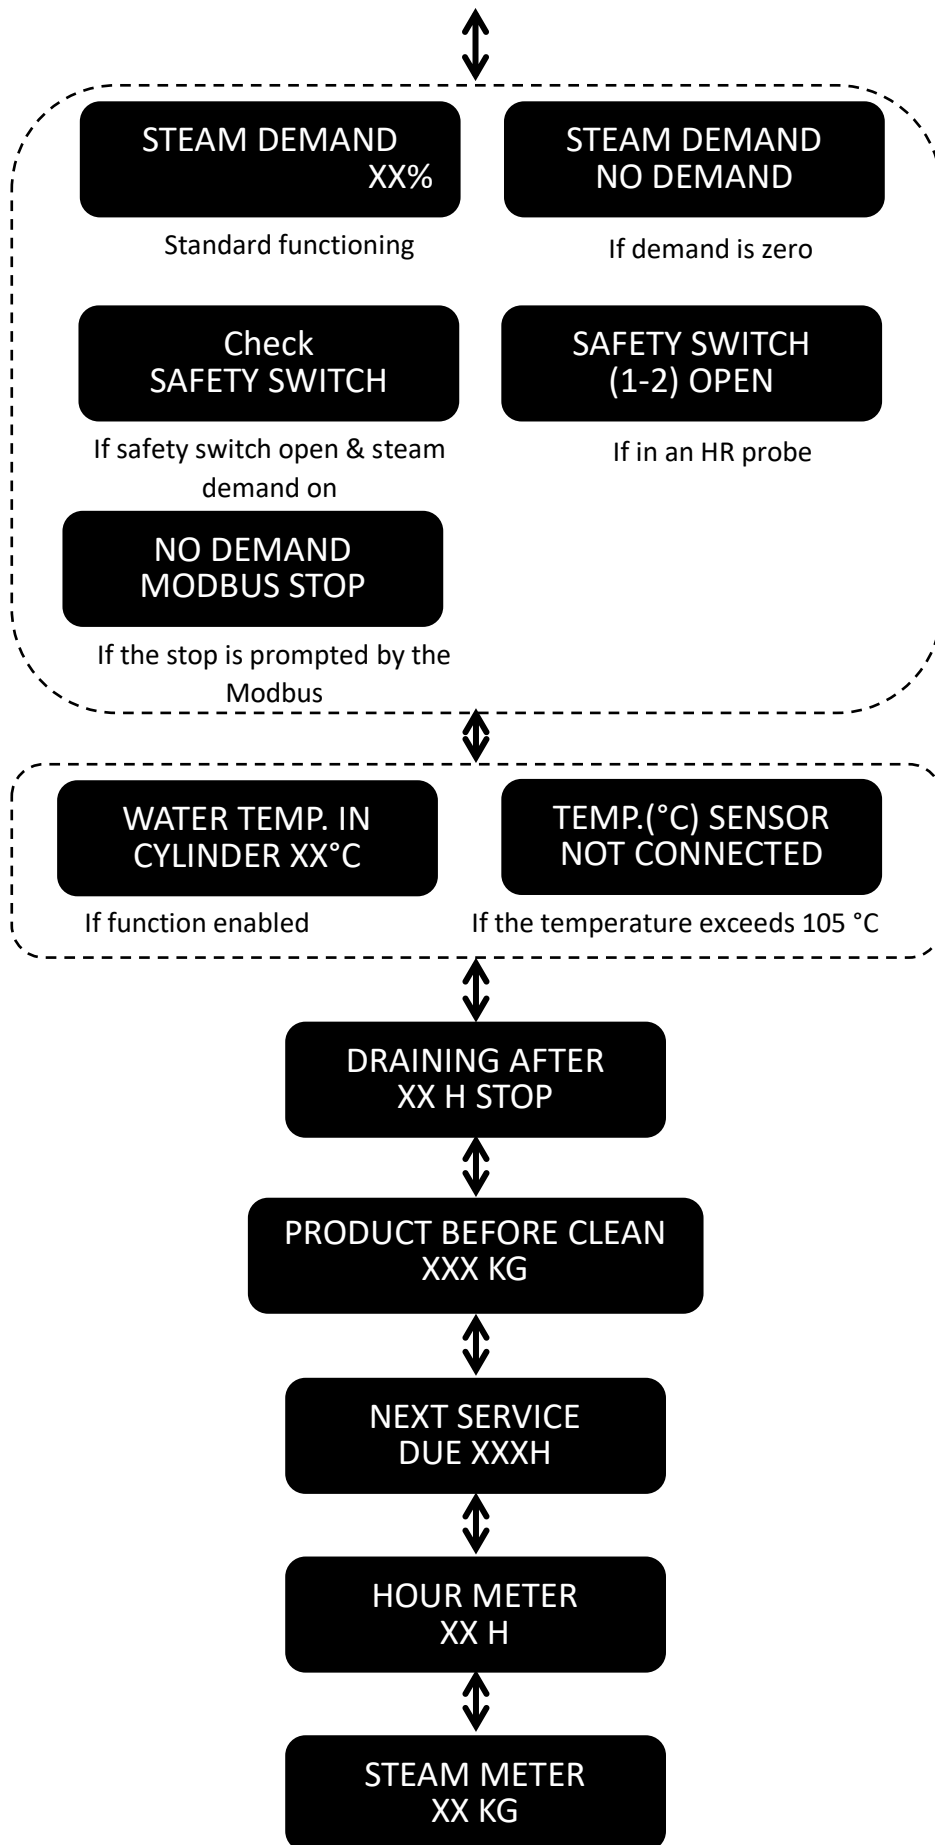 STEAM DEMAND
XX%
Standard functioning
STEAM DEMAND
NO DEMAND
If demand is zero
Check
SAFETY SWITCH
If safety switch open & steam
demand on
SAFETY SWITCH
(1-2) OPEN
If in an HR probe
NO DEMAND
MODBUS STOP
If the stop is prompted by the
Modbus
WATER TEMP. IN
CYLINDER XX°C
If function enabled
TEMP.(°C) SENSOR
NOT CONNECTED
If the temperature exceeds 105 °C
DRAINING AFTER
XX H STOP
PRODUCT BEFORE CLEAN
XXX KG
NEXT SERVICE
DUE XXXH
HOUR METER
XX H
STEAM METER
XX KG